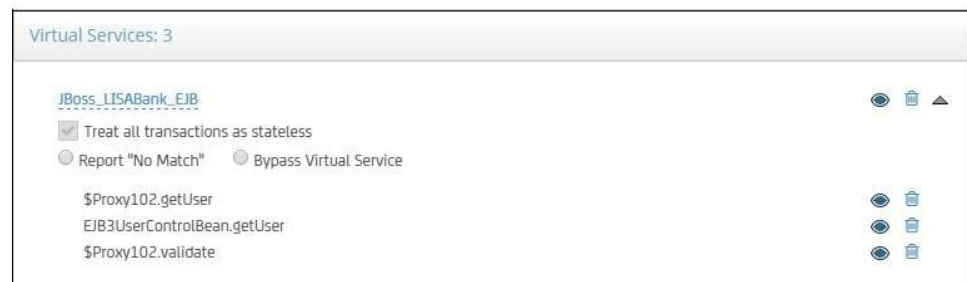 Virtual Services: 3
JBoss_LISABank_EJB
Treat all transactions as stateless
Report "No Match" Bypass Virtual Service
$Proxy102.getUser
EJB3UserControlBean.getUser
$Proxy102.validate